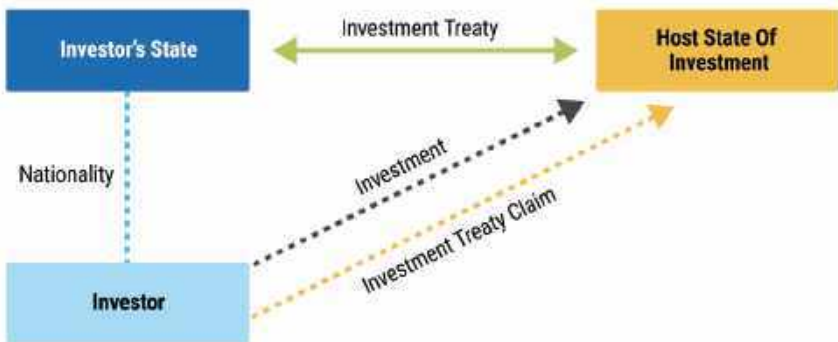 Investor's State
Investment Treaty
Host State Of
Investment
Nationality
Investment
Investment Treaty Claim
Investor